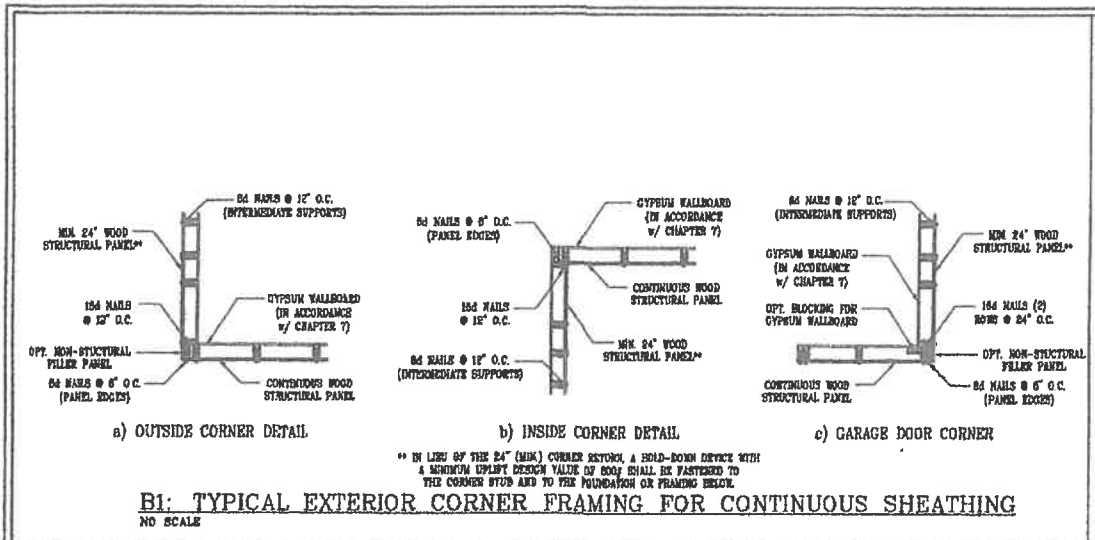 8d NAILS @ 12" O.C.
(INTERMEDIATE SUPPORTS)
MIN. 24" WOOD
STRUCTURAL PANEL**
16d NAILS
@ 12" O.C.
GYPSUM WALLBOARD
(IN ACCORDANCE
w/ CHAPTER 7)
OPT. NON-STUCTURAL
FILLER PANEL
8d NAILS @ 6" O.C.
(PANEL EDGES)
CONTINUOUS WOOD
STRUCTURAL PANEL
a) OUTSIDE CORNER DETAIL
8d NAILS @ 6" O.C.
(PANEL EDGES)
GYPSUM WALLBOARD
(IN ACCORDANCE
w/ CHAPTER 7)
CONTINUOUS WOOD
STRUCTURAL PANEL
16d NAILS
@ 12" O.C.
MIN. 24" WOOD
STRUCTURAL PANEL**
8d NAILS @ 12" O.C.
(INTERMEDIATE SUPPORTS)
b) INSIDE CORNER DETAIL
8d NAILS @ 12" O.C.
(INTERMEDIATE SUPPORTS)
MIN. 24" WOOD
STRUCTURAL PANEL**
GYPSUM WALLBOARD
(IN ACCORDANCE
w/ CHAPTER 7)
OPT. BLOCKING FOR
GYPSUM WALLBOARD
16d NAILS (2)
ROWS @ 24" O.C.
OPT. NON-STUCTURAL
FILLER PANEL
CONTINUOUS WOOD
STRUCTURAL PANEL
8d NAILS @ 6" O.C.
(PANEL EDGES)
c) GARAGE DOOR CORNER
** IN LIEU OF THE 24" (MIN.) CORNER RETURN, A HOLD-DOWN DEVICE WITH
A MINIMUM UPLIFT DESIGN VALUE OF 800# SHALL BE FASTENED TO
THE CORNER STUD AND TO THE FOUNDATION OR FRAMING BELOW.
B1: TYPICAL EXTERIOR CORNER FRAMING FOR CONTINUOUS SHEATHING
NO SCALE